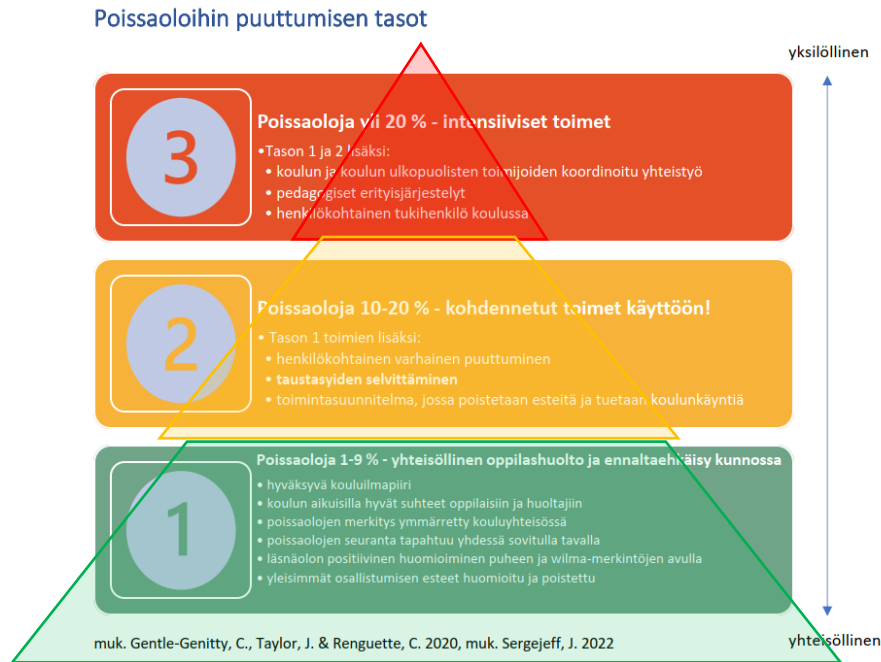 Poissaoloihin puuttumisen tasot
yksilöllinen
3
Poissaoloja yli 20 % - intensiiviset toimet
•Tason 1 ja 2 lisäksi:
• koulun ja koulun ulkopuolisten toimijoiden koordinoitu yhteistyö
• pedagogiset erityisjärjestelyt
• henkilökohtainen tukihenkilö koulussa
2
Poissaoloja 10-20 % - kohdennetut toimet käyttöön!
• Tason 1 toimien lisäksi:
• henkilökohtainen varhainen puuttuminen
• taustasyiden selvittäminen
• toimintasuunnitelma, jossa poistetaan esteitä ja tuetaan koulunkäyntiä
1
Poissaoloja 1-9 % - yhteisöllinen oppilashuolto ja ennaltaehkäisy kunnossa
• hyväksyvä kouluilmapiiri
• koulun aikuisilla hyvät suhteet oppilaisiin ja huoltajiin
• poissaolojen merkitys ymmärretty kouluyhteisössä
• poissaolojen seuranta tapahtuu yhdessä sovitulla tavalla
• läsnäolon positiivinen huomioiminen puheen ja wilma-merkintöjen avulla
• yleisimmät osallistumisen esteet huomioitu ja poistettu
muk. Gentle-Genitty, C., Taylor, J. & Renguette, C. 2020, muk. Sergejeff, J. 2022
yhteisöllinen